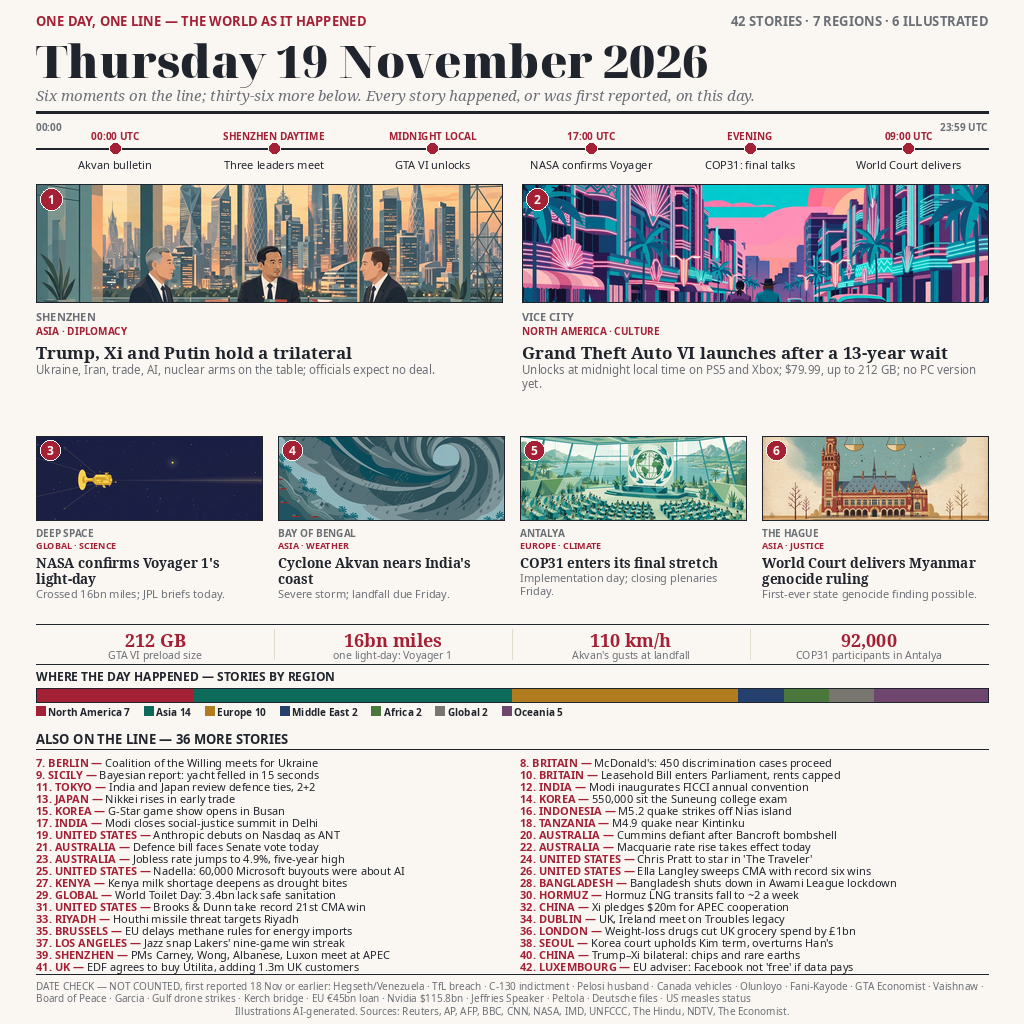 ONE DAY, ONE LINE — THE WORLD AS IT HAPPENED
42 STORIES · 7 REGIONS · 6 ILLUSTRATED
Thursday 19 November 2026
Six moments on the line; thirty-six more below. Every story happened, or was first reported, on this day.
00:00
23:59 UTC
00:00 UTC
SHENZHEN DAYTIME
MIDNIGHT LOCAL
17:00 UTC
EVENING
09:00 UTC
Akvan bulletin
Three leaders meet
GTA VI unlocks
NASA confirms Voyager
COP31: final talks
World Court delivers
1
SHENZHEN
ASIA · DIPLOMACY
Trump, Xi and Putin hold a trilateral
Ukraine, Iran, trade, AI, nuclear arms on the table; officials expect no deal.
2
VICE CITY
NORTH AMERICA · CULTURE
Grand Theft Auto VI launches after a 13-year wait
Unlocks at midnight local time on PS5 and Xbox; $79.99, up to 212 GB; no PC version
yet.
3
DEEP SPACE
GLOBAL · SCIENCE
NASA confirms Voyager 1's
light-day
Crossed 16bn miles; JPL briefs today.
4
BAY OF BENGAL
ASIA · WEATHER
Cyclone Akvan nears India's
coast
Severe storm; landfall due Friday.
5
ANTALYA
EUROPE · CLIMATE
COP31 enters its final stretch
Implementation day; closing plenaries
Friday.
6
THE HAGUE
ASIA · JUSTICE
World Court delivers Myanmar
genocide ruling
First-ever state genocide finding possible.
212 GB
GTA VI preload size
16bn miles
one light-day: Voyager 1
110 km/h
Akvan's gusts at landfall
92,000
COP31 participants in Antalya
WHERE THE DAY HAPPENED — STORIES BY REGION
North America 7
Asia 14
Europe 10
Middle East 2
Africa 2
Global 2
Oceania 5
ALSO ON THE LINE — 36 MORE STORIES
7. BERLIN — Coalition of the Willing meets for Ukraine
8. BRITAIN — McDonald's: 450 discrimination cases proceed
9. SICILY — Bayesian report: yacht felled in 15 seconds
10. BRITAIN — Leasehold Bill enters Parliament, rents capped
11. TOKYO — India and Japan review defence ties, 2+2
12. INDIA — Modi inaugurates FICCI annual convention
13. JAPAN — Nikkei rises in early trade
14. KOREA — 550,000 sit the Suneung college exam
15. KOREA — G-Star game show opens in Busan
16. INDONESIA — M5.2 quake strikes off Nias island
17. INDIA — Modi closes social-justice summit in Delhi
18. TANZANIA — M4.9 quake near Kintinku
19. UNITED STATES — Anthropic debuts on Nasdaq as ANT
20. AUSTRALIA — Cummins defiant after Bancroft bombshell
21. AUSTRALIA — Defence bill faces Senate vote today
22. AUSTRALIA — Macquarie rate rise takes effect today
23. AUSTRALIA — Jobless rate jumps to 4.9%, five-year high
24. UNITED STATES — Chris Pratt to star in 'The Traveler'
25. UNITED STATES — Nadella: 60,000 Microsoft buyouts were about AI
26. UNITED STATES — Ella Langley sweeps CMA with record six wins
27. KENYA — Kenya milk shortage deepens as drought bites
28. BANGLADESH — Bangladesh shuts down in Awami League lockdown
29. GLOBAL — World Toilet Day: 3.4bn lack safe sanitation
30. HORMUZ — Hormuz LNG transits fall to ~2 a week
31. UNITED STATES — Brooks & Dunn take record 21st CMA win
32. CHINA — Xi pledges $20m for APEC cooperation
33. RIYADH — Houthi missile threat targets Riyadh
34. DUBLIN — UK, Ireland meet on Troubles legacy
35. BRUSSELS — EU delays methane rules for energy imports
36. LONDON — Weight-loss drugs cut UK grocery spend by £1bn
37. LOS ANGELES — Jazz snap Lakers' nine-game win streak
38. SEOUL — Korea court upholds Kim term, overturns Han's
39. SHENZHEN — PMs Carney, Wong, Albanese, Luxon meet at APEC
40. CHINA — Trump–Xi bilateral: chips and rare earths
41. UK — EDF agrees to buy Utilita, adding 1.3m UK customers
42. LUXEMBOURG — EU adviser: Facebook not 'free' if data pays
DATE CHECK — NOT COUNTED, first reported 18 Nov or earlier: Hegseth/Venezuela · TfL breach · C-130 indictment · Pelosi husband · Canada vehicles · Olunloyo · Fani-Kayode · GTA Economist · Vaishnaw ·
Board of Peace · Garcia · Gulf drone strikes · Kerch bridge · EU €45bn loan · Nvidia $115.8bn · Jeffries Speaker · Peltola · Deutsche files · US measles status
Illustrations AI-generated. Sources: Reuters, AP, AFP, BBC, CNN, NASA, IMD, UNFCCC, The Hindu, NDTV, The Economist.